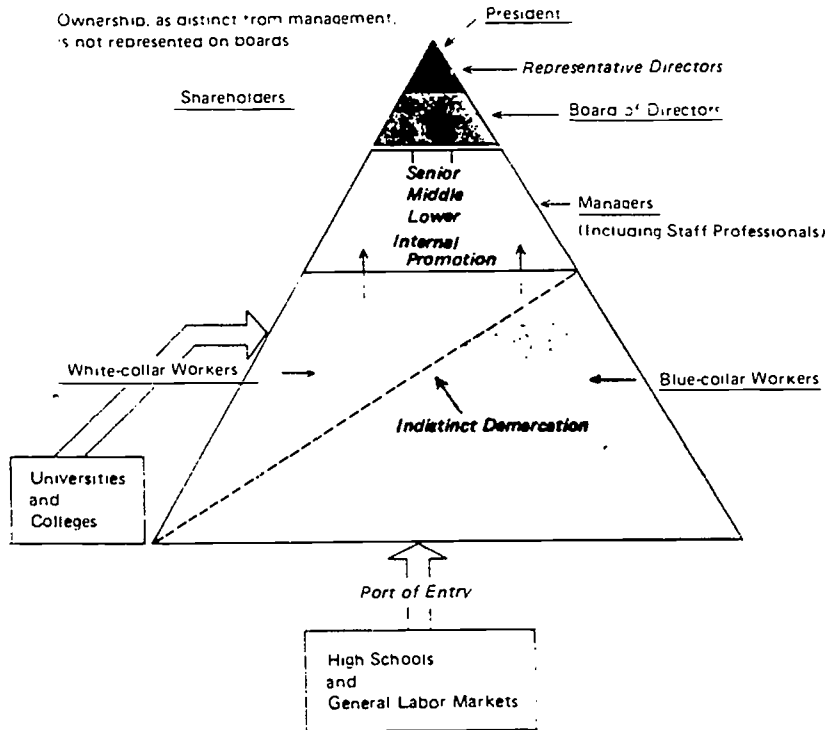 Ownership, as distinct from management,
is not represented on boards
President
Representative Directors
Shareholders
Board of Directors
Senior
Middle
Lower
Managers
(Including Staff Professionals)
Internal
Promotion
White-collar Workers
Blue-collar Workers
Indistinct Demarcation
Universities
and
Colleges
Port of Entry
High Schools
and
General Labor Markets